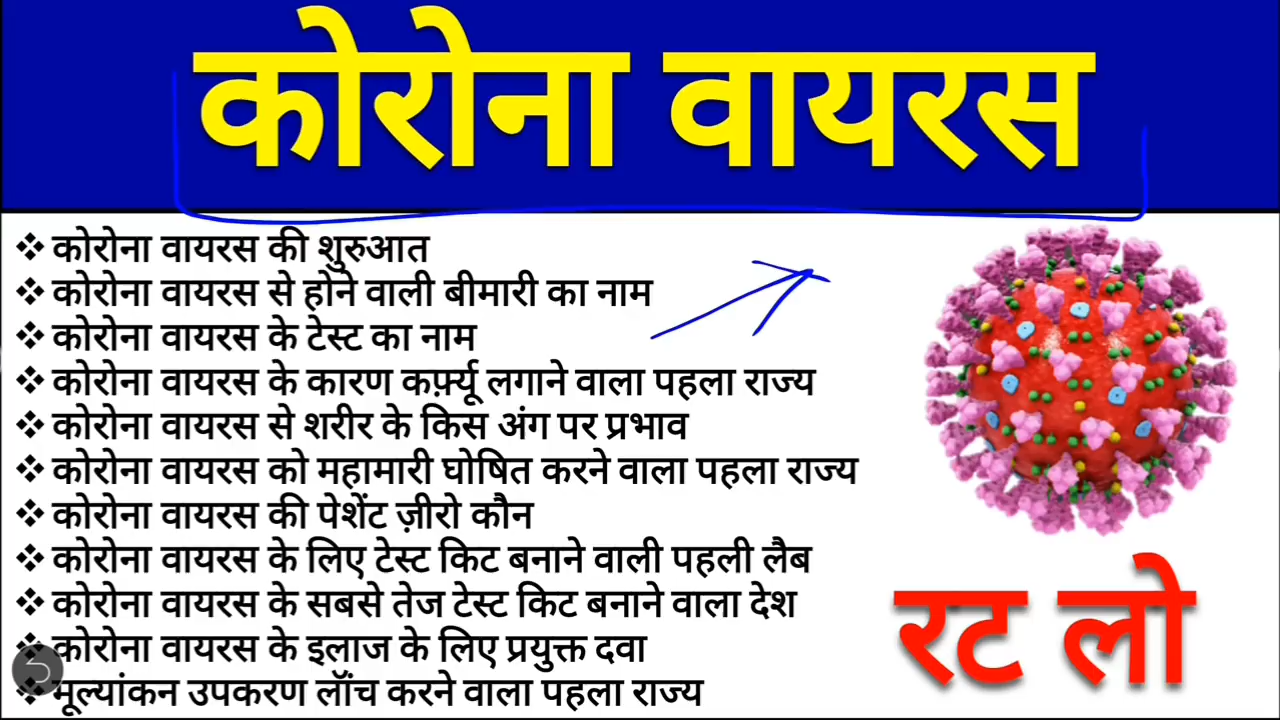 कोरोना वायरस
❖ कोरोना वायरस की शुरुआत
❖ कोरोना वायरस से होने वाली बीमारी का नाम
❖ कोरोना वायरस के टेस्ट का नाम
❖ कोरोना वायरस के कारण कर्फ़्यू लगाने वाला पहला राज्य
❖ कोरोना वायरस से शरीर के किस अंग पर प्रभाव
❖ कोरोना वायरस को महामारी घोषित करने वाला पहला राज्य
❖ कोरोना वायरस की पेशेंट ज़ीरो कौन
❖ कोरोना वायरस के लिए टेस्ट किट बनाने वाली पहली लैब
❖ कोरोना वायरस के सबसे तेज टेस्ट किट बनाने वाला देश
❖ कोरोना वायरस के इलाज के लिए प्रयुक्त दवा
❖ मूल्यांकन उपकरण लॉंच करने वाला पहला राज्य
रट लो